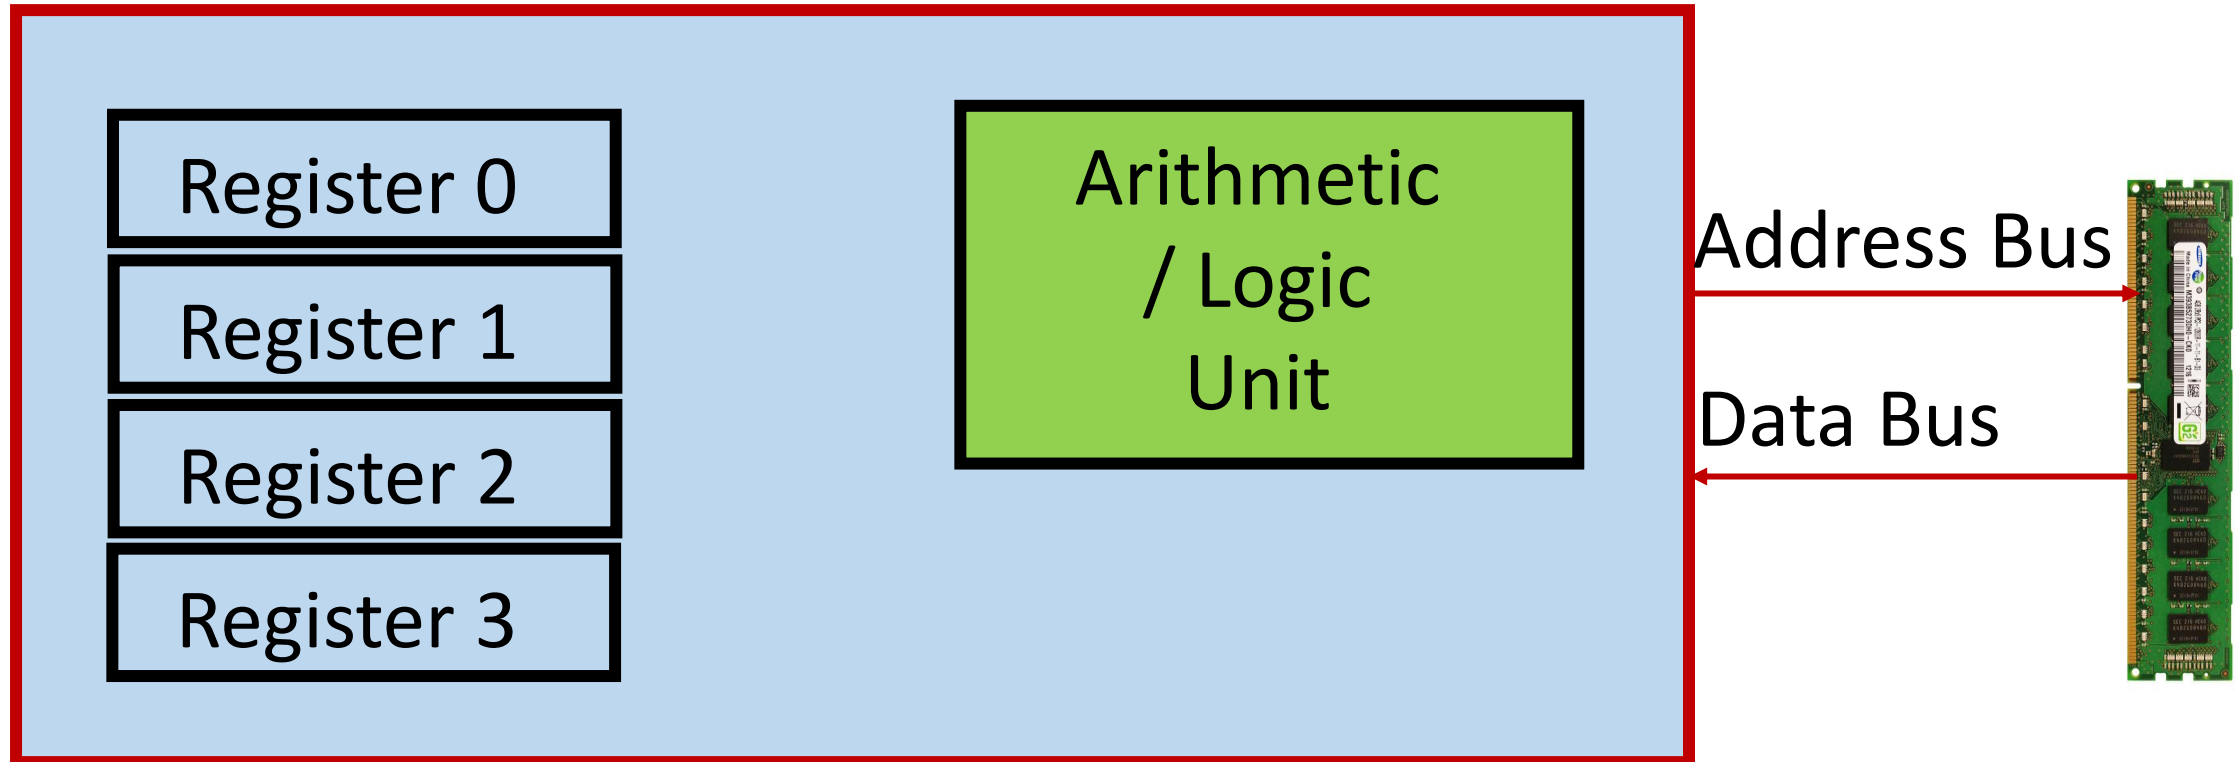 Register 0
Register 1
Register 2
Register 3
Arithmetic
/ Logic
Unit
Address Bus
Data Bus